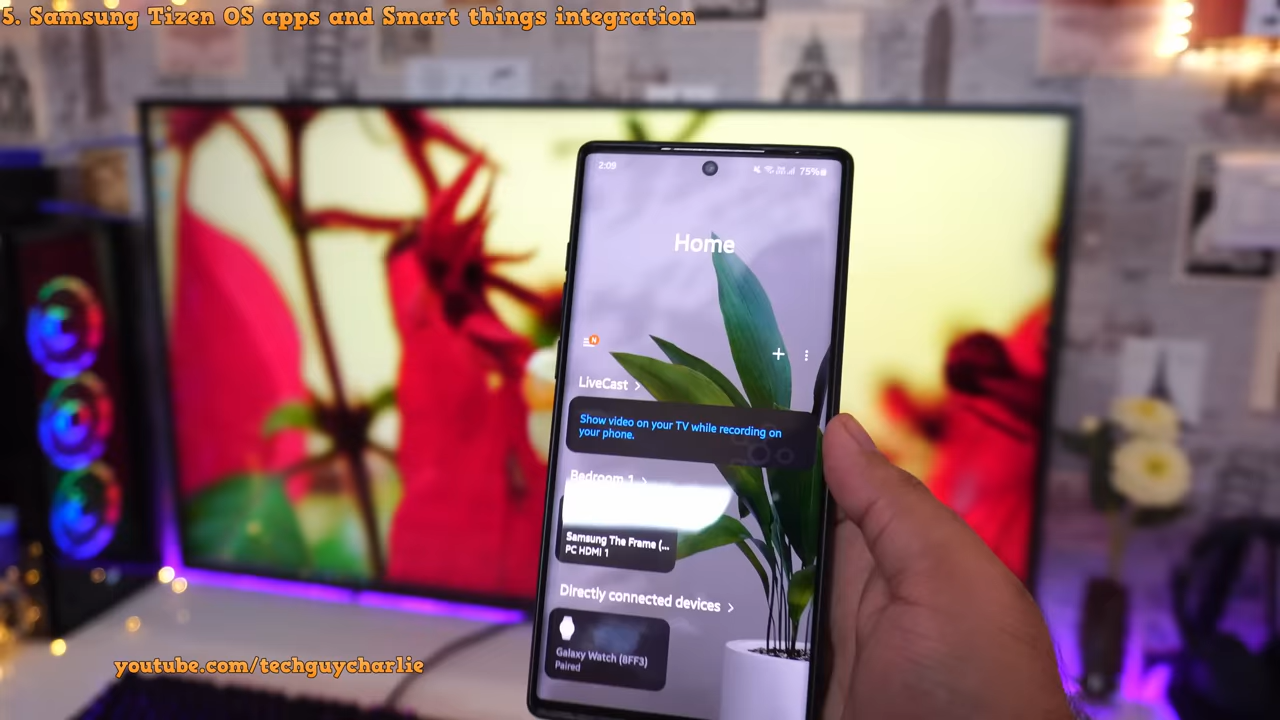 5. Samsung Tizen OS apps and Smart things integration
2:09
75%
Home
N
LiveCast >
Show video on your TV while recording on
your phone.
Bedroom 1 >
Samsung The Frame (...
PC HDMI 1
Directly connected devices >
Galaxy Watch (8FF3)
Paired
youtube.com/techguycharlie